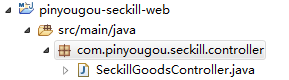 pinyougou-seckill-web
src/main/java
com.pinyougou.seckill.controller
SeckillGoodsController.java